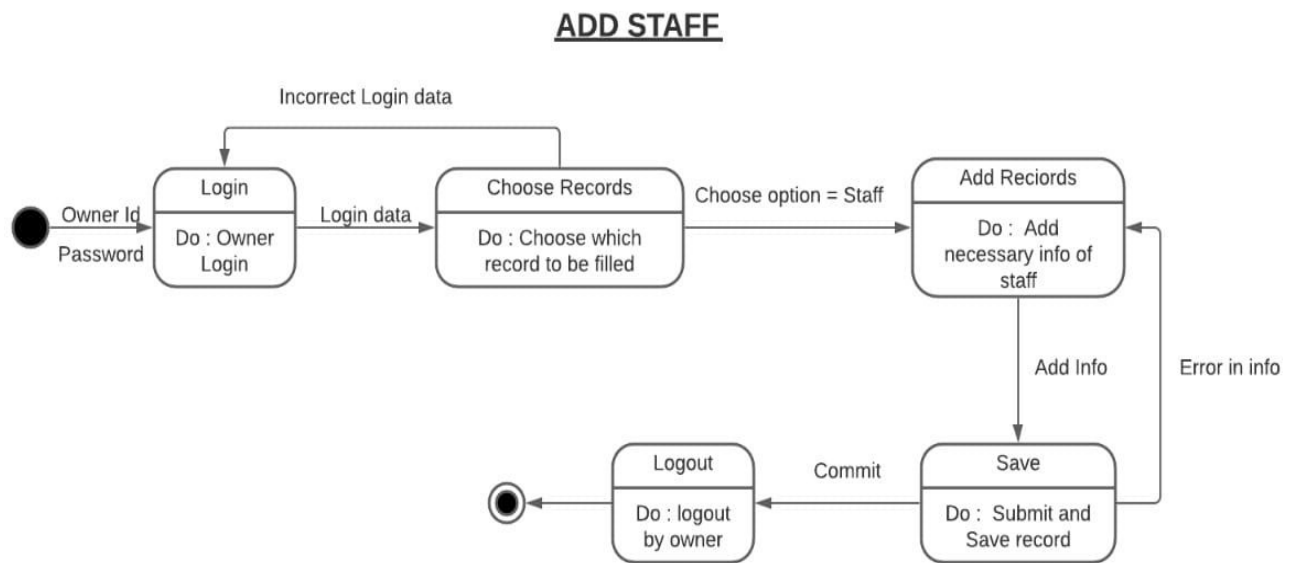 ADD STAFF
Incorrect Login data
Owner Id
Password
Login
Do : Owner
Login
Login data
Choose Records
Do : Choose which
record to be filled
Choose option = Staff
Add Reciords
Do : Add
necessary info of
staff
Add Info
Error in info
Save
Do : Submit and
Save record
Commit
Logout
Do : logout
by owner